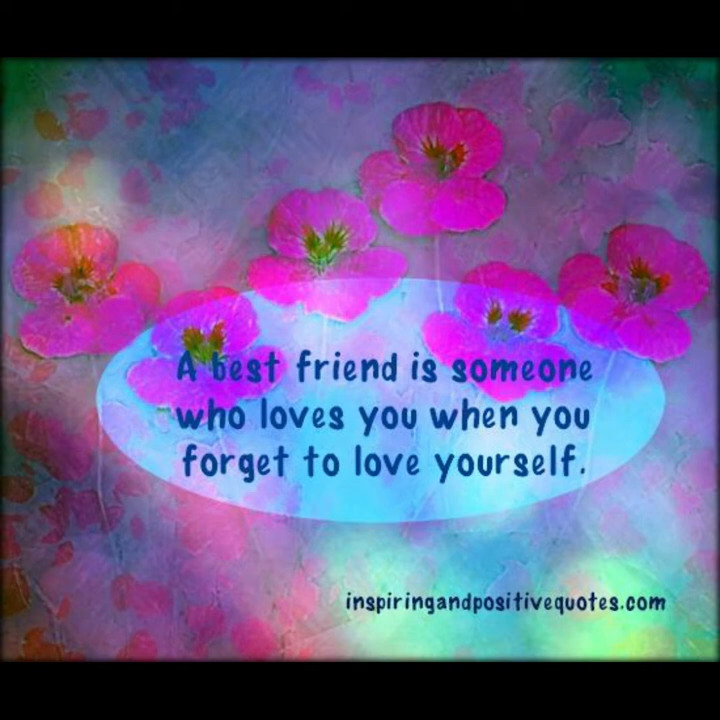 A best friend is someone
who loves you when you
forget to love yourself.
inspiringandpositivequotes.com